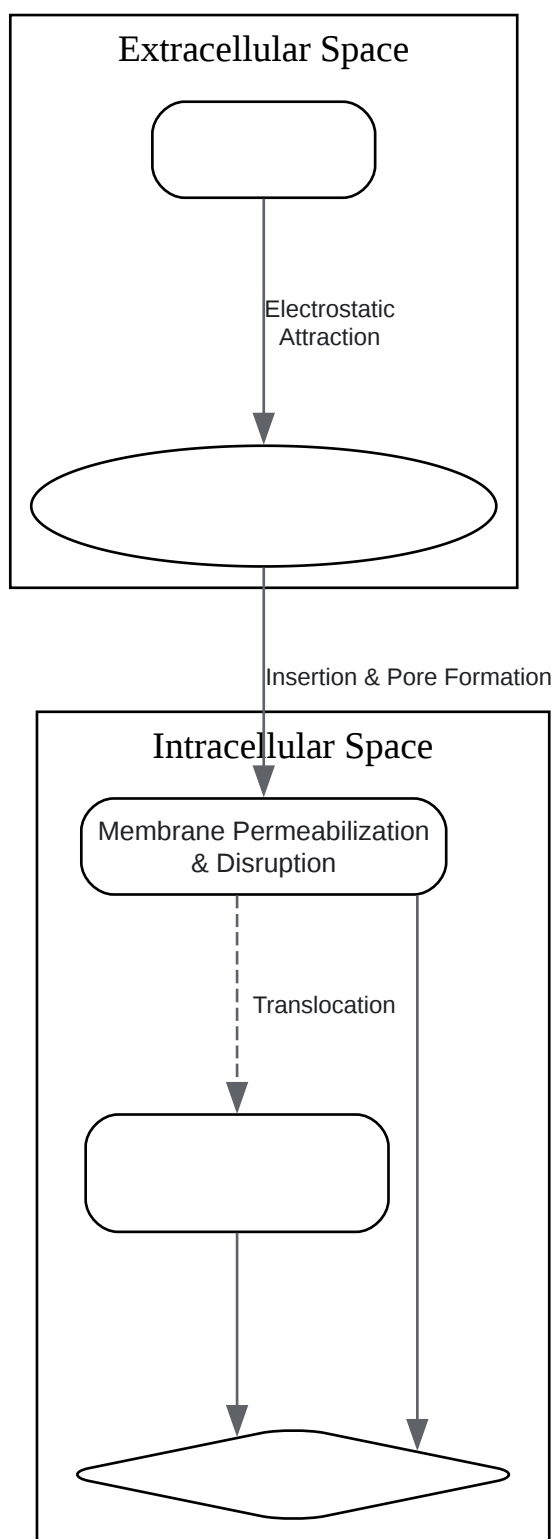 Extracellular Space
Electrostatic
Attraction
Insertion & Pore Formation
Intracellular Space
Membrane Permeabilization
& Disruption
Translocation